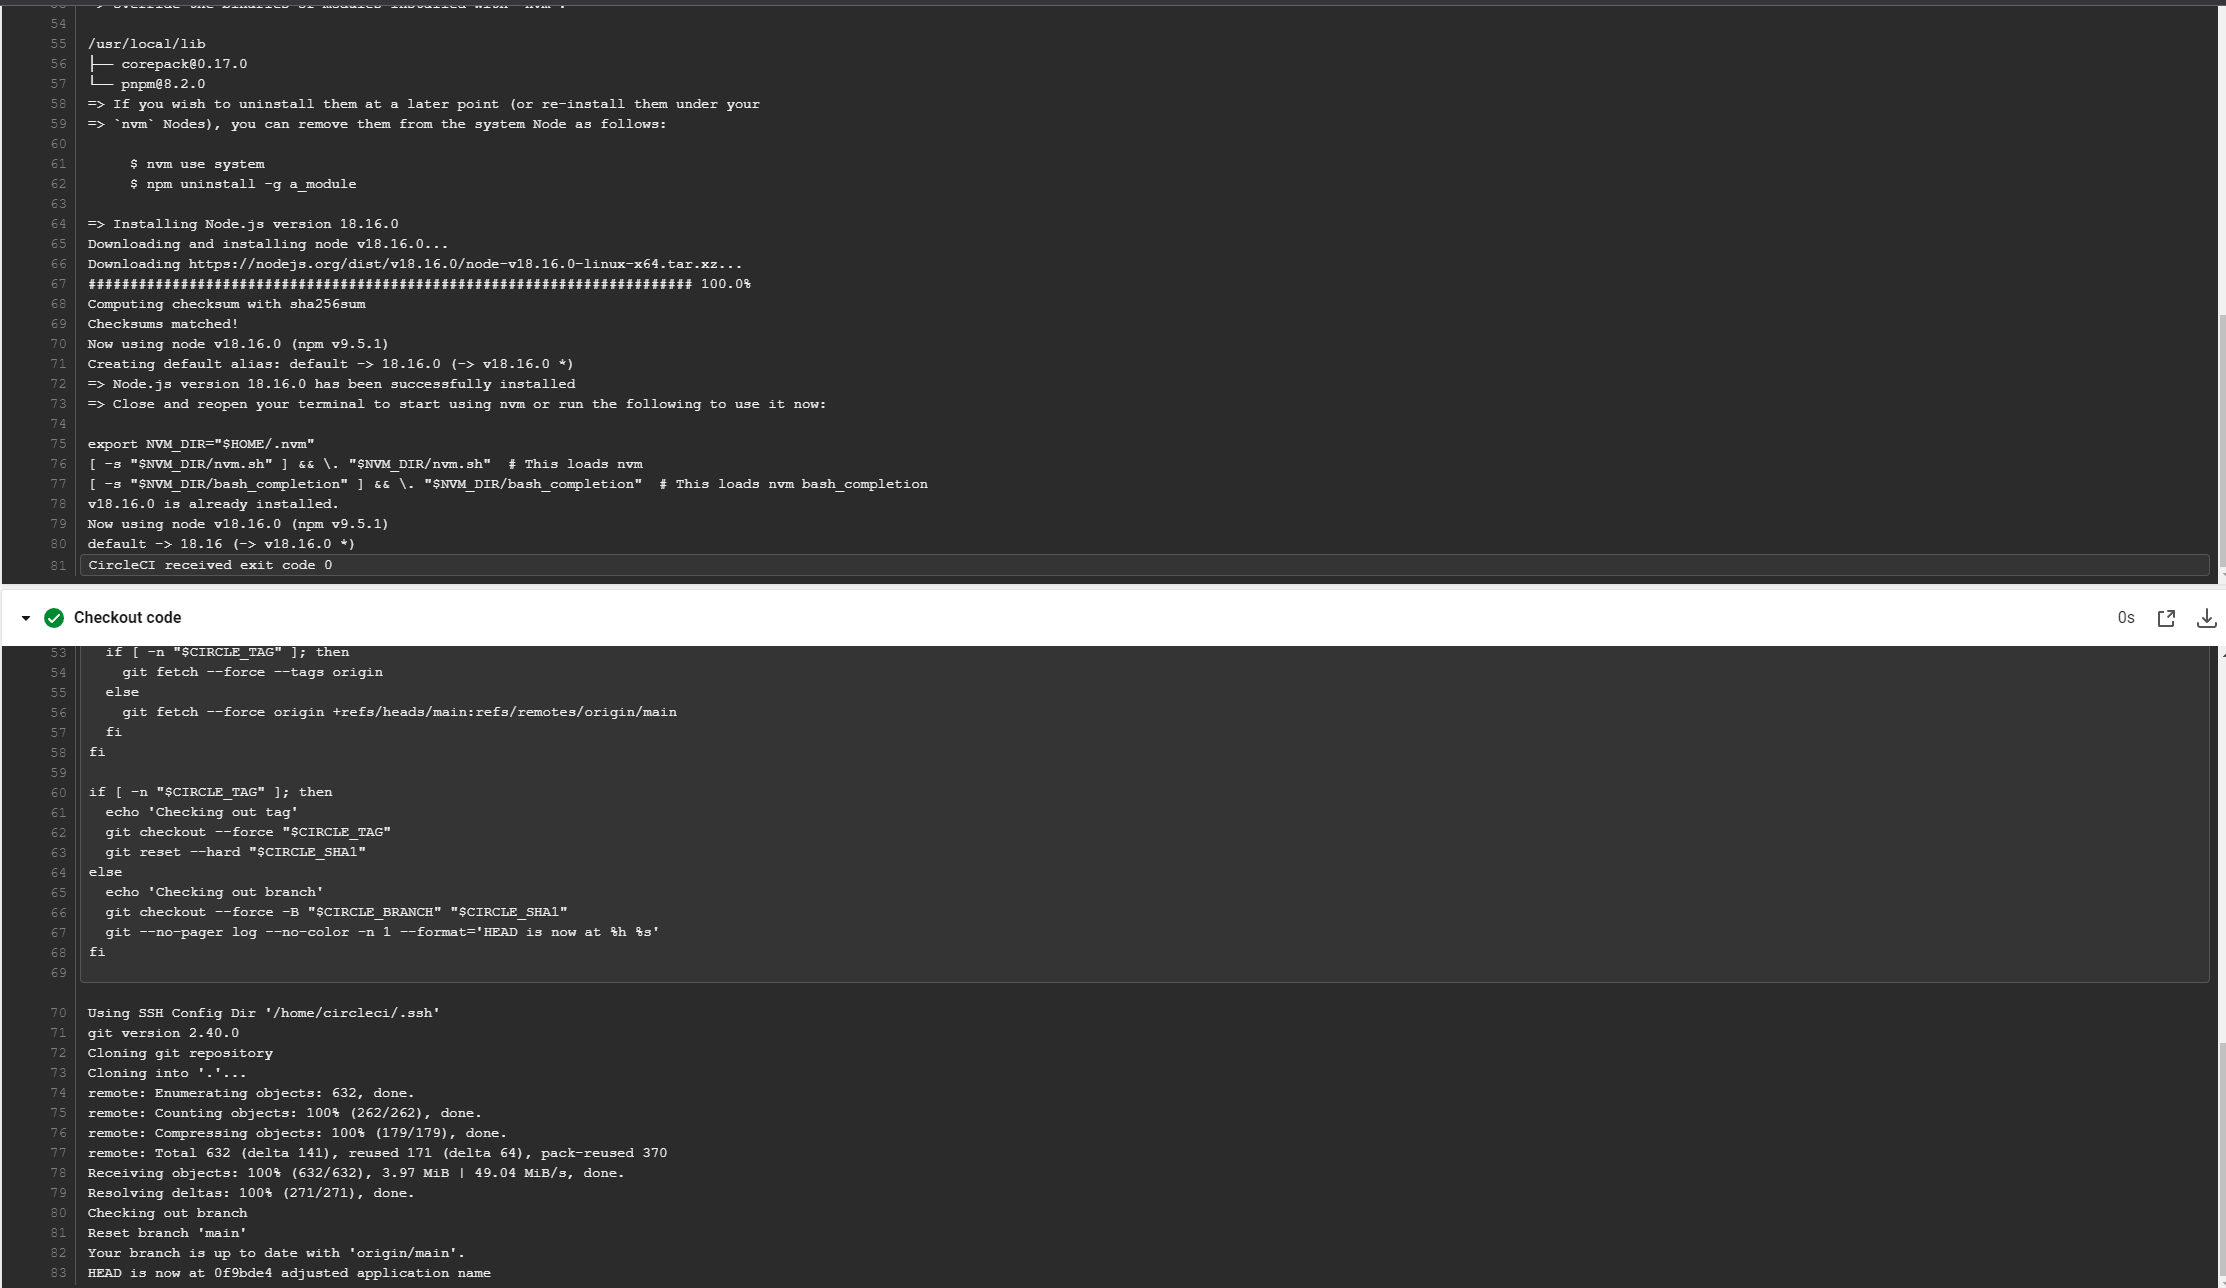 54
55 /usr/local/lib
56 ├── corepack@0.17.0
57 └── pnpm@8.2.0
58 => If you wish to uninstall them at a later point (or re-install them under your
59 => `nvm` Nodes), you can remove them from the system Node as follows:
60
61      $ nvm use system
62      $ npm uninstall -g a_module
63
64 => Installing Node.js version 18.16.0
65 Downloading and installing node v18.16.0...
66 Downloading https://nodejs.org/dist/v18.16.0/node-v18.16.0-linux-x64.tar.xz...
67 ######################################################################## 100.0%
68 Computing checksum with sha256sum
69 Checksums matched!
70 Now using node v18.16.0 (npm v9.5.1)
71 Creating default alias: default -> 18.16.0 (-> v18.16.0 *)
72 => Node.js version 18.16.0 has been successfully installed
73 => Close and reopen your terminal to start using nvm or run the following to use it now:
74
75 export NVM_DIR="$HOME/.nvm"
76 [ -s "$NVM_DIR/nvm.sh" ] && \. "$NVM_DIR/nvm.sh"  # This loads nvm
77 [ -s "$NVM_DIR/bash_completion" ] && \. "$NVM_DIR/bash_completion"  # This loads nvm bash_completion
78 v18.16.0 is already installed.
79 Now using node v18.16.0 (npm v9.5.1)
80 default -> 18.16 (-> v18.16.0 *)
81 CircleCI received exit code 0
Checkout code 0s
53   if [ -n "$CIRCLE_TAG" ]; then
54     git fetch --force --tags origin
55   else
56     git fetch --force origin +refs/heads/main:refs/remotes/origin/main
57   fi
58 fi
59
60 if [ -n "$CIRCLE_TAG" ]; then
61   echo 'Checking out tag'
62   git checkout --force "$CIRCLE_TAG"
63   git reset --hard "$CIRCLE_SHA1"
64 else
65   echo 'Checking out branch'
66   git checkout --force -B "$CIRCLE_BRANCH" "$CIRCLE_SHA1"
67   git --no-pager log --no-color -n 1 --format='HEAD is now at %h %s'
68 fi
69
70 Using SSH Config Dir '/home/circleci/.ssh'
71 git version 2.40.0
72 Cloning git repository
73 Cloning into '.'...
74 remote: Enumerating objects: 632, done.
75 remote: Counting objects: 100% (262/262), done.
76 remote: Compressing objects: 100% (179/179), done.
77 remote: Total 632 (delta 141), reused 171 (delta 64), pack-reused 370
78 Receiving objects: 100% (632/632), 3.97 MiB | 49.04 MiB/s, done.
79 Resolving deltas: 100% (271/271), done.
80 Checking out branch
81 Reset branch 'main'
82 Your branch is up to date with 'origin/main'.
83 HEAD is now at 0f9bde4 adjusted application name